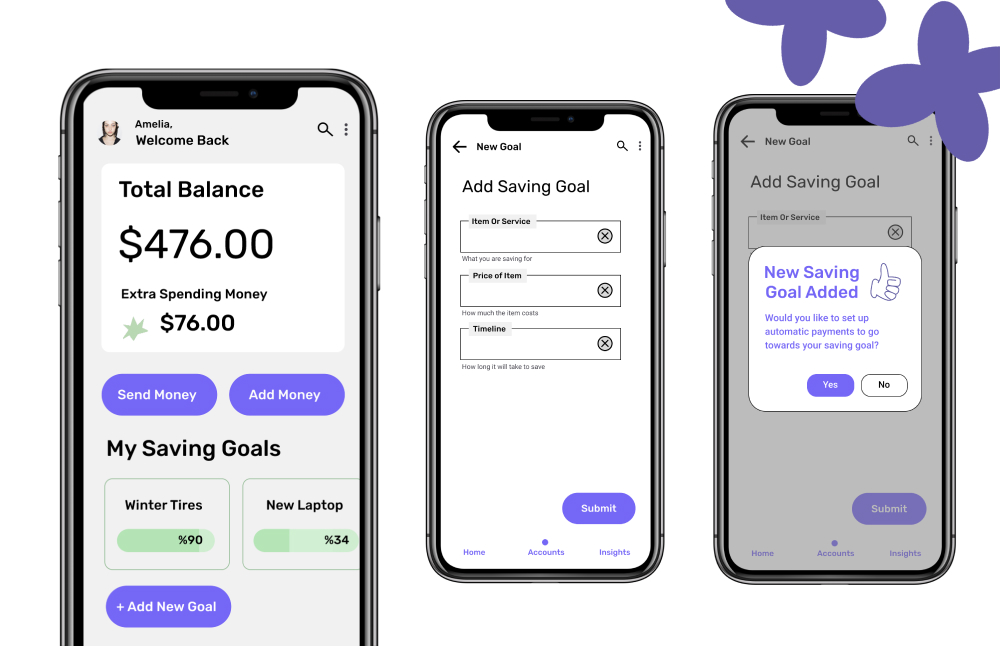 Amelia,
Welcome Back
Total Balance
$476.00
Extra Spending Money
$76.00
Send Money
Add Money
My Saving Goals
Winter Tires
%90
New Laptop
%34
+ Add New Goal
New Goal
Add Saving Goal
Item Or Service
What you are saving for
Price of Item
How much the item costs
Timeline
How long it will take to save
Submit
Home
Accounts
Insights
New Goal
Add Saving Goal
Item Or Service
New Saving
Goal Added
Would you like to set up
automatic payments to go
towards your saving goal?
Yes
No
Submit
Home
Accounts
Insights